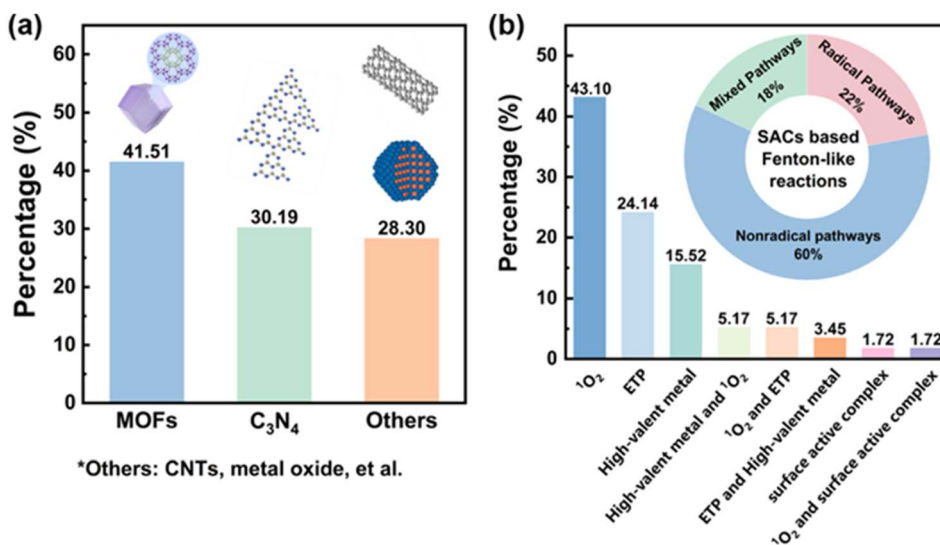 (a)
Percentage (%)
60
50
40
30
20
10
0
41.51
30.19
28.30
MOFs
C₃N₄
Others
*Others: CNTs, metal oxide, et al.
(b)
Percentage (%)
50
40
30
20
10
0
43.10
24.14
15.52
5.17
5.17
3.45
1.72
1.72
¹O₂
ETP
High-valent metal
High-valent metal and ¹O₂
¹O₂ and ETP
ETP and High-valent metal
surface active complex
¹O₂ and surface active complex
Mixed Pathways
18%
Radical Pathways
22%
SACs based
Fenton-like
reactions
Nonradical pathways
60%